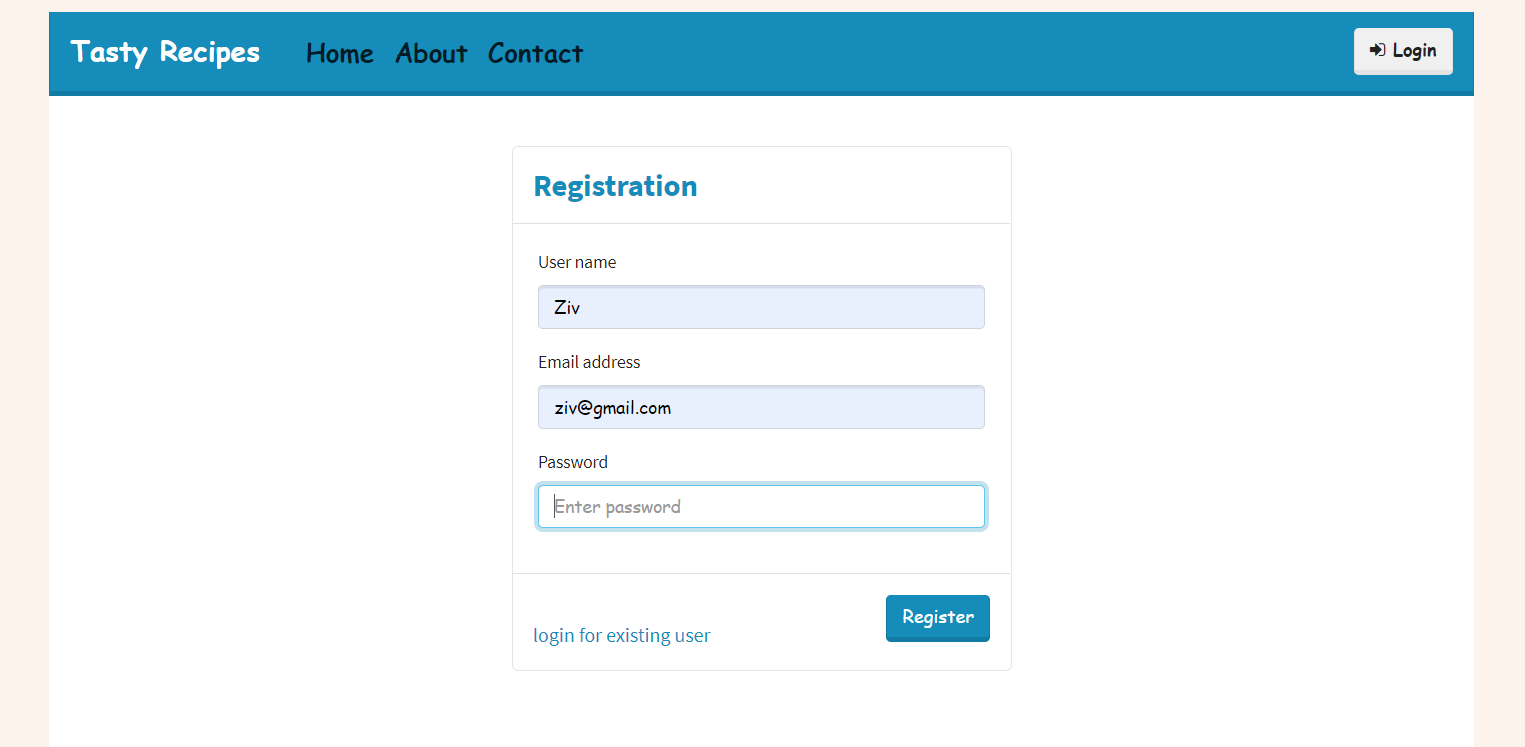 Tasty Recipes Home About Contact Login
Registration
User name
Ziv
Email address
ziv@gmail.com
Password
Enter password
login for existing user Register